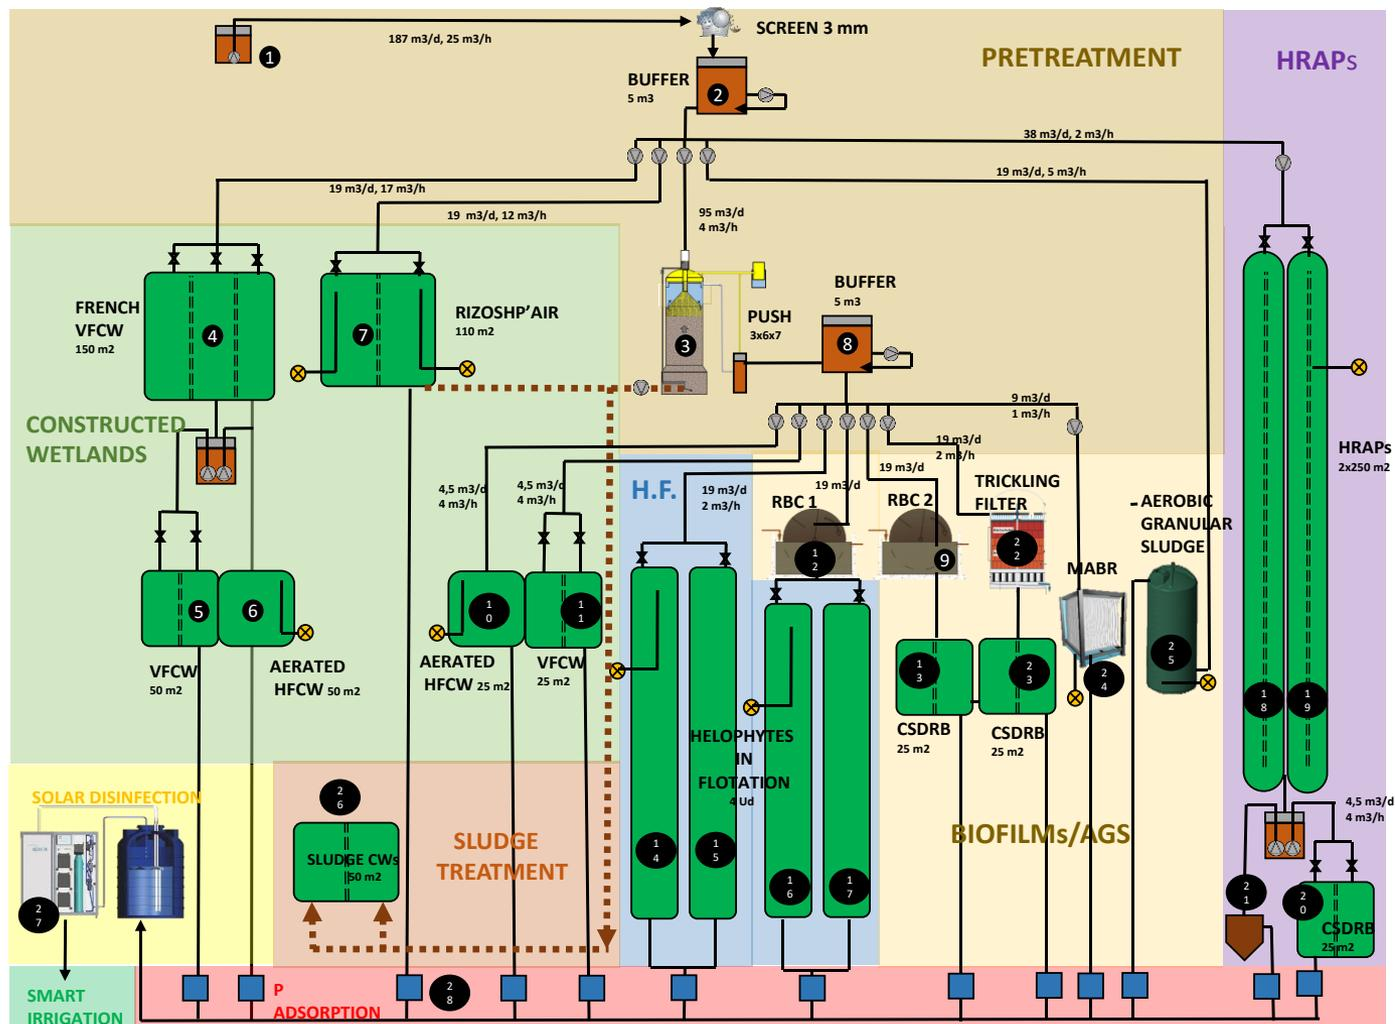 SCREEN 3 mm
187 m3/d, 25 m3/h
1
PRETREATMENT
HRAPs
BUFFER
5 m3
2
38 m3/d, 2 m3/h
19 m3/d, 17 m3/h
19 m3/d, 5 m3/h
19 m3/d, 12 m3/h
95 m3/d
4 m3/h
FRENCH
VFCW
150 m2
4
7
RIZOSHP'AIR
110 m2
3
PUSH
3x6x7
BUFFER
5 m3
8
CONSTRUCTED
WETLANDS
9 m3/d
1 m3/h
19 m3/d
2 m3/h
HRAPs
2x250 m2
4,5 m3/d
4 m3/h
4,5 m3/d
4 m3/h
H.F.
19 m3/d
2 m3/h
19 m3/d
19 m3/d
RBC 1
RBC 2
TRICKLING
FILTER
AEROBIC
GRANULAR
SLUDGE
12
9
22
MABR
5
6
10
11
VFCW
50 m2
AERATED
HFCW 50 m2
AERATED
HFCW 25 m2
VFCW
25 m2
13
23
24
25
18
19
CSDRB
25 m2
CSDRB
25 m2
HELOPHYTES
IN
FLOTATION
4 Ud
SOLAR DISINFECTION
26
SLUDGE CWs
50 m2
SLUDGE
TREATMENT
14
15
16
17
BIOFILMs/AGS
4,5 m3/d
4 m3/h
27
21
20
CSDRB
25 m2
SMART
IRRIGATION
P
ADSORPTION
28